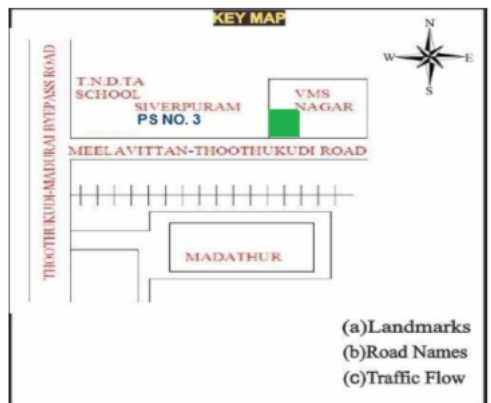 KEY MAP
N
W
E
S
THOOTHUKUDI-MADURAI BYEPASS ROAD
T.N.D.TA
SCHOOL
SIVERPURAM
PS NO. 3
VMS
NAGAR
MEELAVITTAN-THOOTHUKUDI ROAD
MADATHUR
(a)Landmarks
(b)Road Names
(c)Traffic Flow